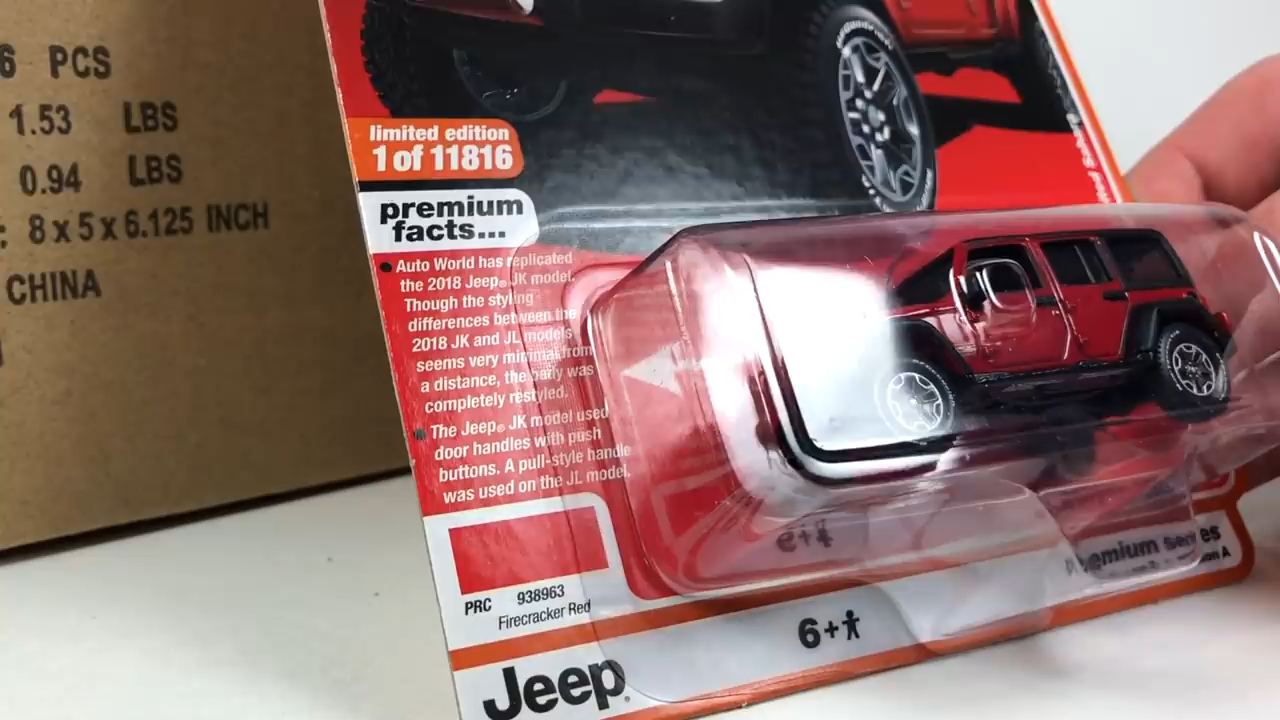 6 PCS
1.53 LBS
0.94 LBS
: 8 x 5 x 6.125 INCH
CHINA
limited edition
1 of 11816
premium
facts...
Auto World has replicated
the 2018 Jeep® JK model.
Though the styling
differences between the
2018 JK and JL models
seems very minimal from
a distance, the body was
completely restyled.
The Jeep® JK model used
door handles with push
buttons. A pull-style handle
was used on the JL model.
PRC 938963
Firecracker Red
premium series
6+
Jeep®